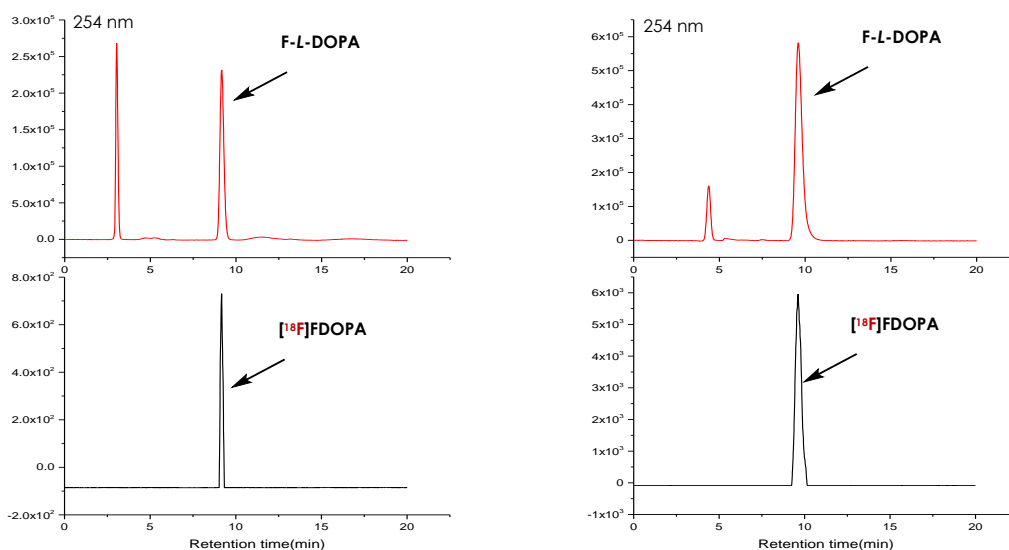 254 nm
F-L-DOPA
3.0x10⁵
2.5x10⁵
2.0x10⁵
1.5x10⁵
1.0x10⁵
5.0x10⁴
0.0
0 5 10 15 20
[¹⁸F]FDOPA
8.0x10²
6.0x10²
4.0x10²
2.0x10²
0.0
-2.0x10²
0 5 10 15 20
Retention time(min)
254 nm
F-L-DOPA
6x10⁵
5x10⁵
4x10⁵
3x10⁵
2x10⁵
1x10⁵
0
0 5 10 15 20
[¹⁸F]FDOPA
6x10³
5x10³
4x10³
3x10³
2x10³
1x10³
0
-1x10³
0 5 10 15 20
Retention time(min)